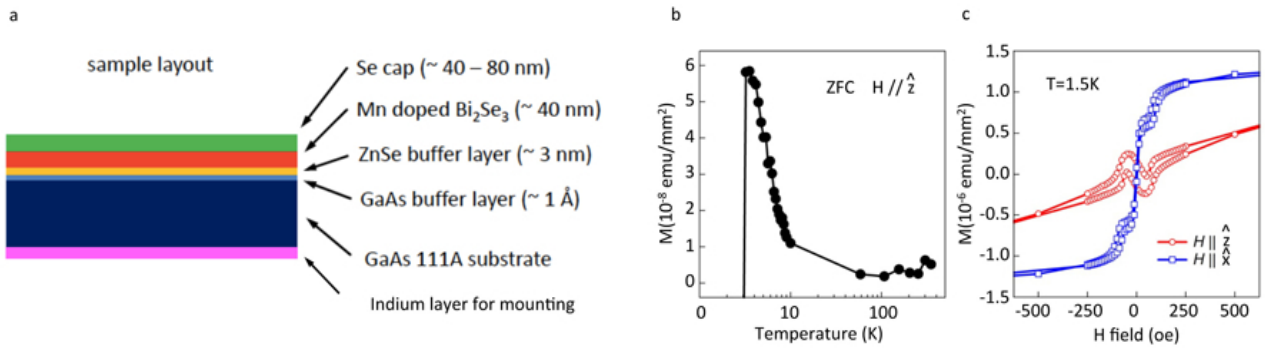 a
sample layout
Se cap (~ 40 – 80 nm)
Mn doped Bi₂Se₃ (~ 40 nm)
ZnSe buffer layer (~ 3 nm)
GaAs buffer layer (~ 1 Å)
GaAs 111A substrate
Indium layer for mounting
b
ZFC H // ẑ
M(10⁻⁸ emu/mm²)
6
5
4
3
2
1
0
0 10 100
Temperature (K)
c
T=1.5K
M(10⁻⁶ emu/mm²)
1.5
1.0
0.5
0.0
-0.5
-1.0
-1.5
H || ẑ
H || x̂
-500 -250 0 250 500
H field (oe)